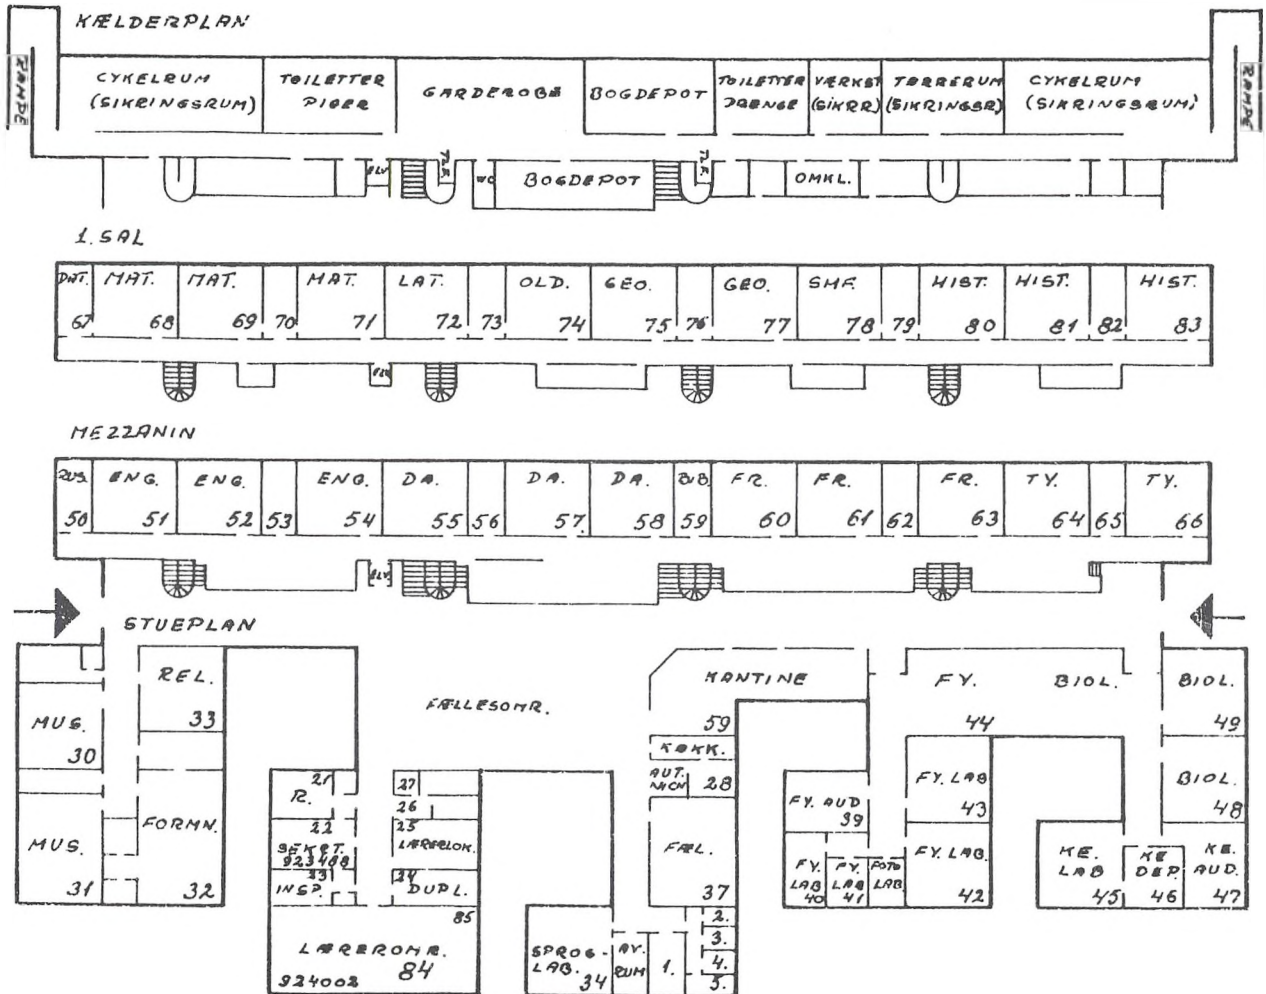 KÆLDERPLAN
RAMPE
CYKELRUM
(SIKRINGSRUM)
TOILETTER
PIGER
GARDEROBE
BOGDEPOT
TOILETTER
DRENGE
VÆRKST
(SIKRR)
TØRRERUM
(SIKRINGSR)
CYKELRUM
(SIKRINGSRUM)
RAMPE
ELV
TLF.
WC
BOGDEPOT
TLF.
OMKL.
1. SAL
DAT. MAT. MAT. MAT. LAT. OLD. GEO. GEO. SMF. HIST. HIST. HIST.
67 68 69 70 71 72 73 74 75 76 77 78 79 80 81 82 83
ELV
MEZZANIN
ENG. ENG. ENG. DA. DA. DA. BIB. FR. FR. FR. TY. TY.
50 51 52 53 54 55 56 57. 58 59 60 61 62 63 64 65 66
ELV
STUEPLAN
REL.
33
MUS.
30
MUS.
31
FORMN.
32
FÆLLESOMR.
21
R.
22
SEKRT.
923488
23
INSP.
27
26
25
LÆRERLOK.
24
DUPL.
85
LÆREROMR.
84
924002
KANTINE
59
KØKK.
AUT.
NICH 28
FÆL.
37
2.
3.
4.
5.
1.
SPROG-
LAB.
34
AV.
RUM
FY.
44
BIOL.
BIOL.
49
BIOL.
48
FY. AUD
39
FY. LAB
43
FY. LAB.
42
FY.
LAB
40
FY.
LAB
41
FOTO
LAB
KE.
LAB
45
KE
DEP
46
KE.
AUD.
47